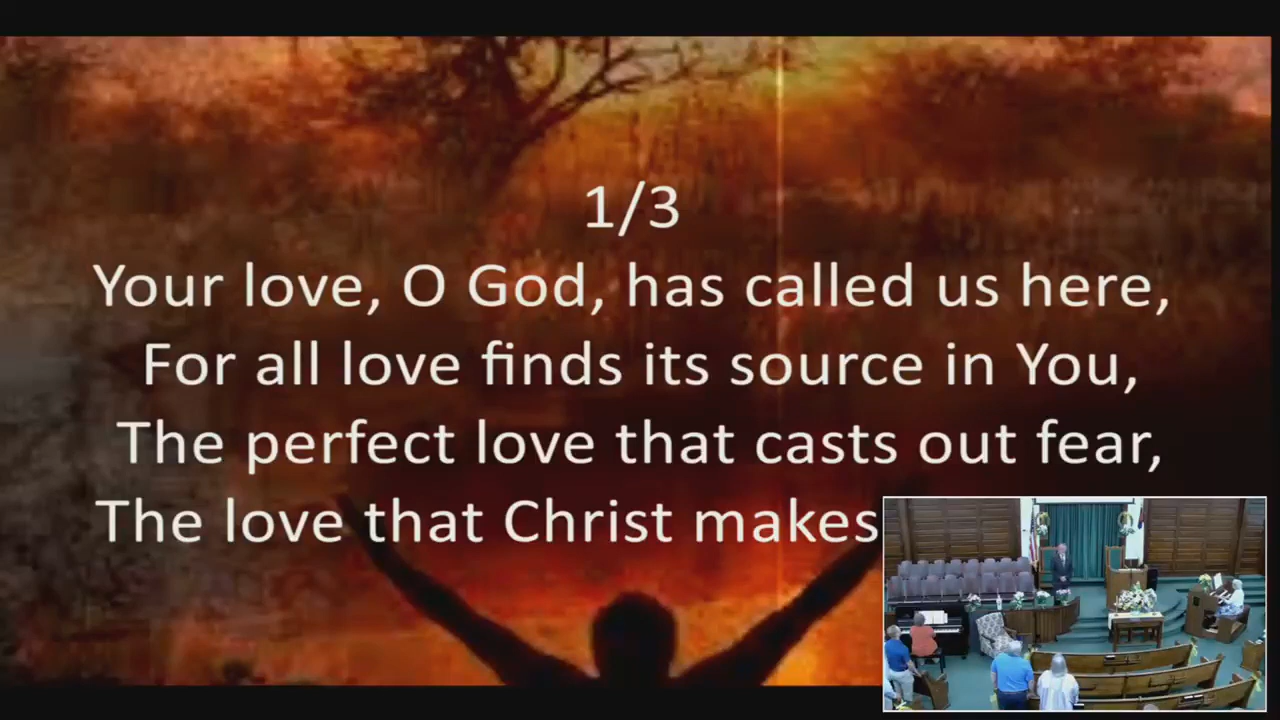 1/3
Your love, O God, has called us here,
For all love finds its source in You,
The perfect love that casts out fear,
The love that Christ makes